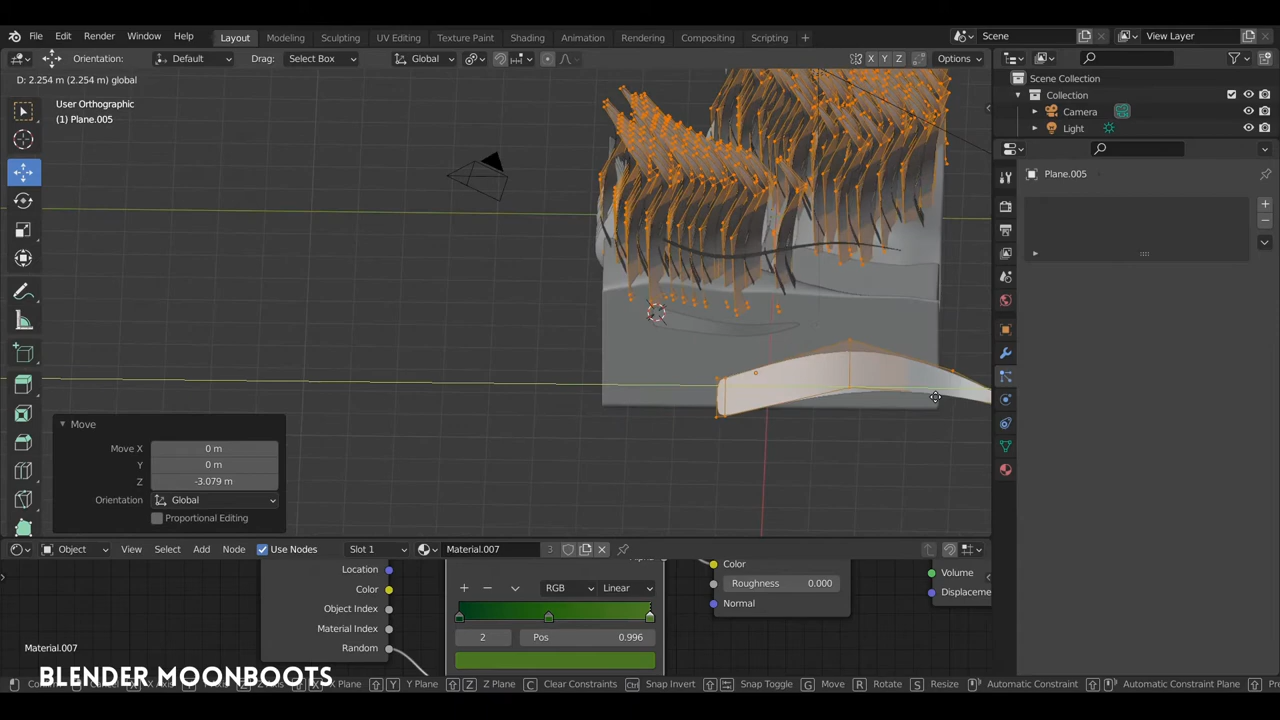 File Edit Render Window Help Layout Modeling Sculpting UV Editing Texture Paint Shading Animation Rendering Compositing Scripting + Scene View Layer
Orientation: Default Drag: Select Box Global X Y Z Options
D: 2.254 m (2.254 m) global
User Orthographic
(1) Plane.005
Scene Collection
Collection
Camera
Light
Plane.005
Move
Move X 0 m
Y 0 m
Z -3.079 m
Orientation Global
Proportional Editing
Object View Select Add Node Use Nodes Slot 1 Material.007 3
Location
Color
Object Index
Material Index
Random
RGB Linear
2 Pos 0.996
Color
Roughness 0.000
Normal
Volume
Displaceme
Material.007
BLENDER MOONBOOTS
Y Plane Z Plane C Clear Constraints Ctrl Snap Invert Snap Toggle G Move R Rotate S Resize Automatic Constraint Automatic Constraint Plane